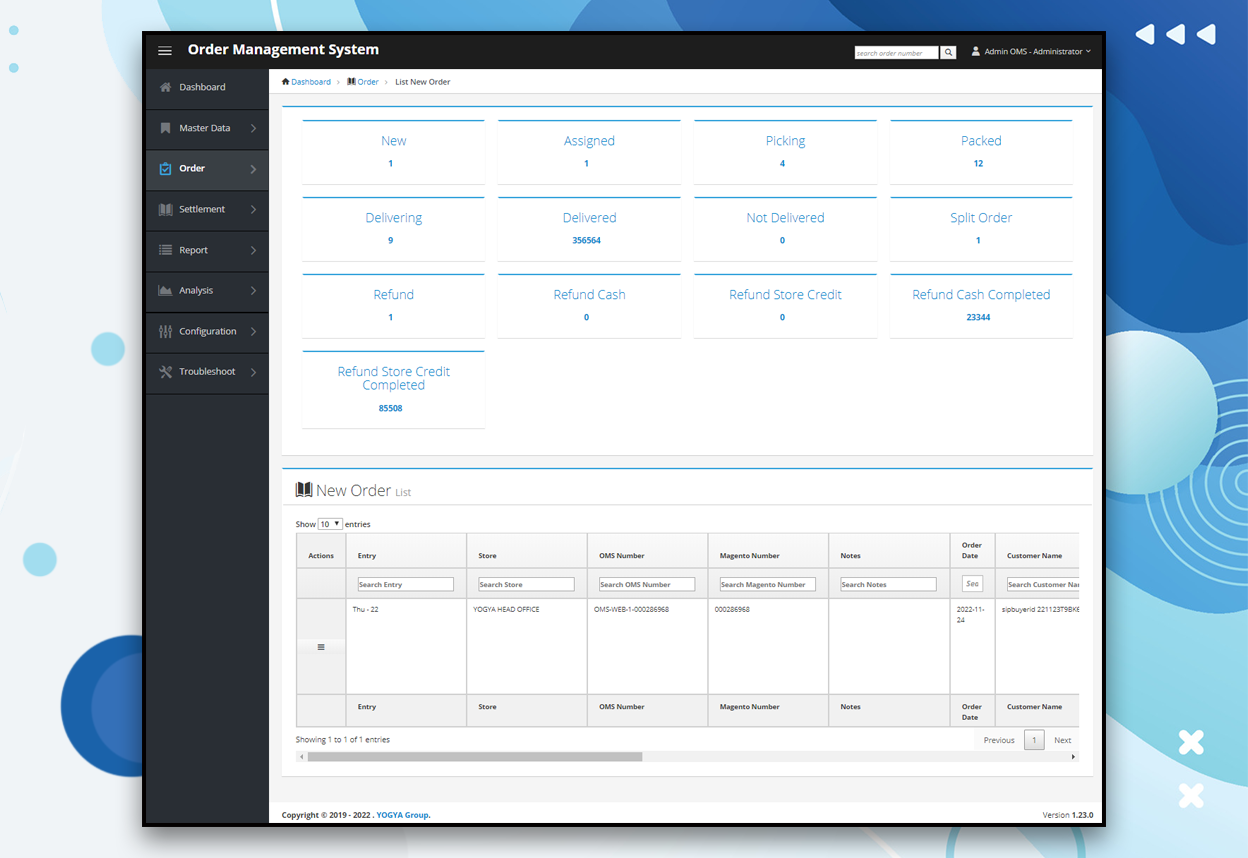 Order Management System
search order number
Admin OMS - Administrator
Dashboard
Master Data
Order
Settlement
Report
Analysis
Configuration
Troubleshoot
Dashboard > Order > List New Order
New
1
Assigned
1
Picking
4
Packed
12
Delivering
9
Delivered
356564
Not Delivered
0
Split Order
1
Refund
1
Refund Cash
0
Refund Store Credit
0
Refund Cash Completed
23344
Refund Store Credit
Completed
85508
New Order List
Show 10 entries
Actions Entry Store OMS Number Magento Number Notes Order Date Customer Name
Search Entry Search Store Search OMS Number Search Magento Number Search Notes Sea Search Customer Nar
Thu - 22 YOGYA HEAD OFFICE OMS-WEB-1-000286968 000286968 2022-11-24 sipbuyerid 221123T9BKE
Entry Store OMS Number Magento Number Notes Order Date Customer Name
Showing 1 to 1 of 1 entries
Previous 1 Next
Copyright © 2019 - 2022 . YOGYA Group.
Version 1.23.0